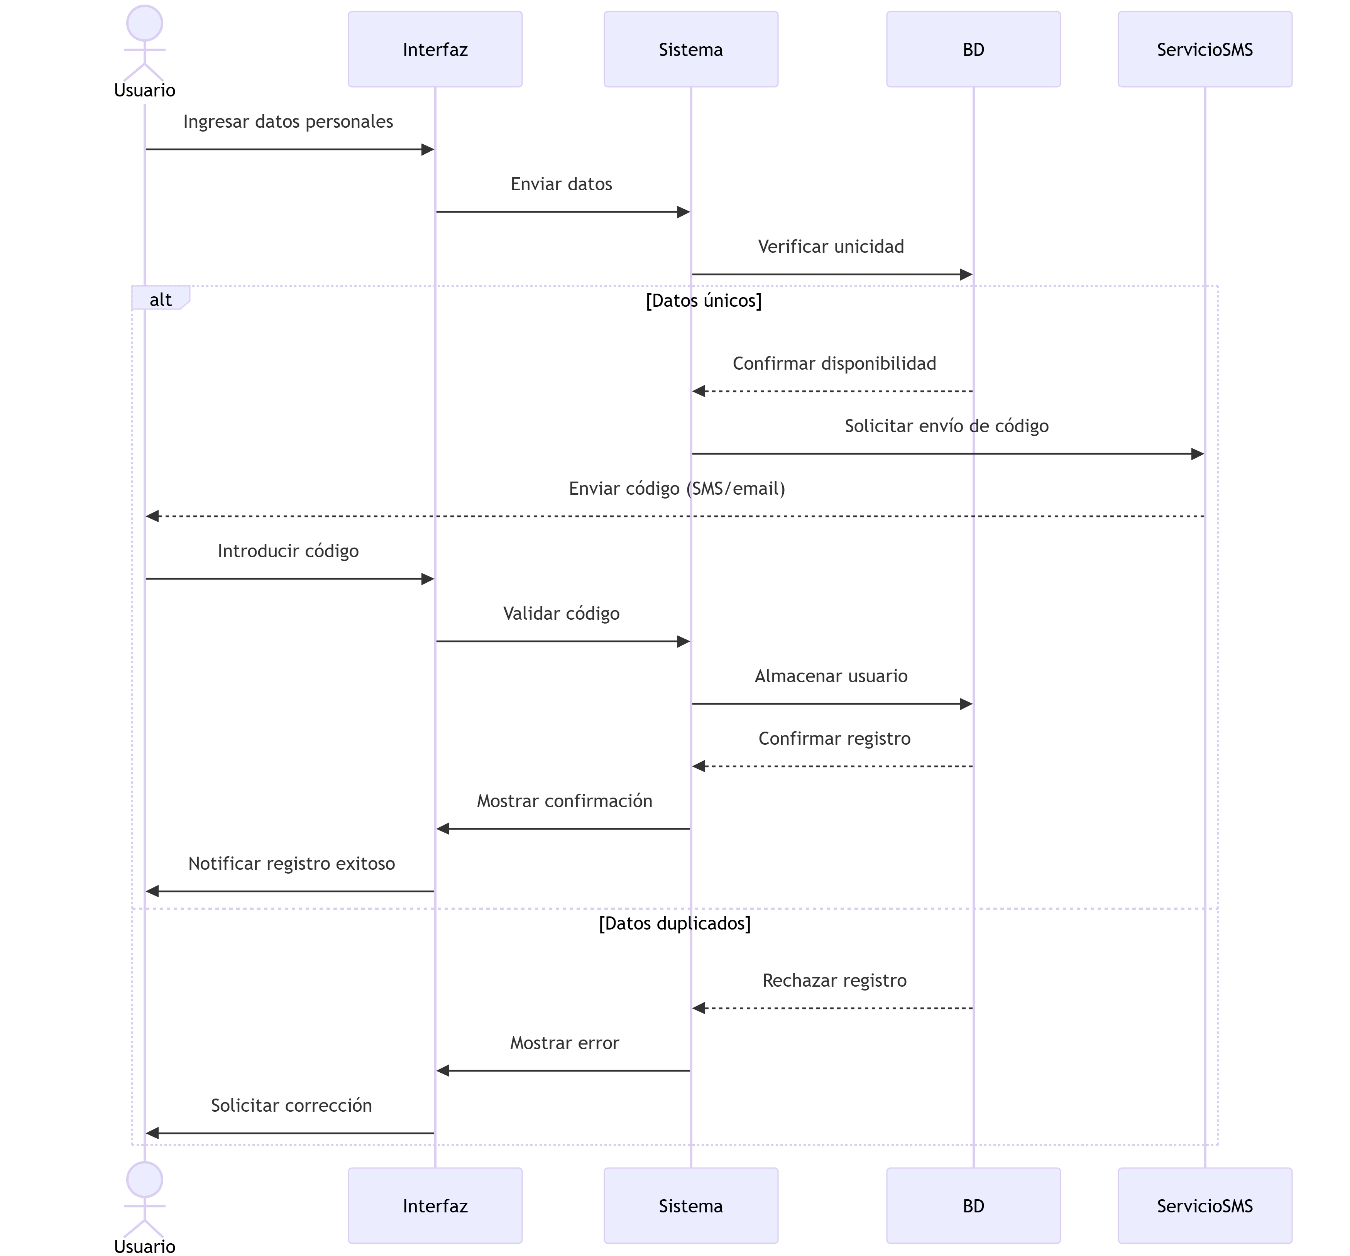 Usuario
Interfaz
Sistema
BD
ServicioSMS
Ingresar datos personales
Enviar datos
Verificar unicidad
alt
[Datos únicos]
Confirmar disponibilidad
Solicitar envío de código
Enviar código (SMS/email)
Introducir código
Validar código
Almacenar usuario
Confirmar registro
Mostrar confirmación
Notificar registro exitoso
[Datos duplicados]
Rechazar registro
Mostrar error
Solicitar corrección
Usuario
Interfaz
Sistema
BD
ServicioSMS